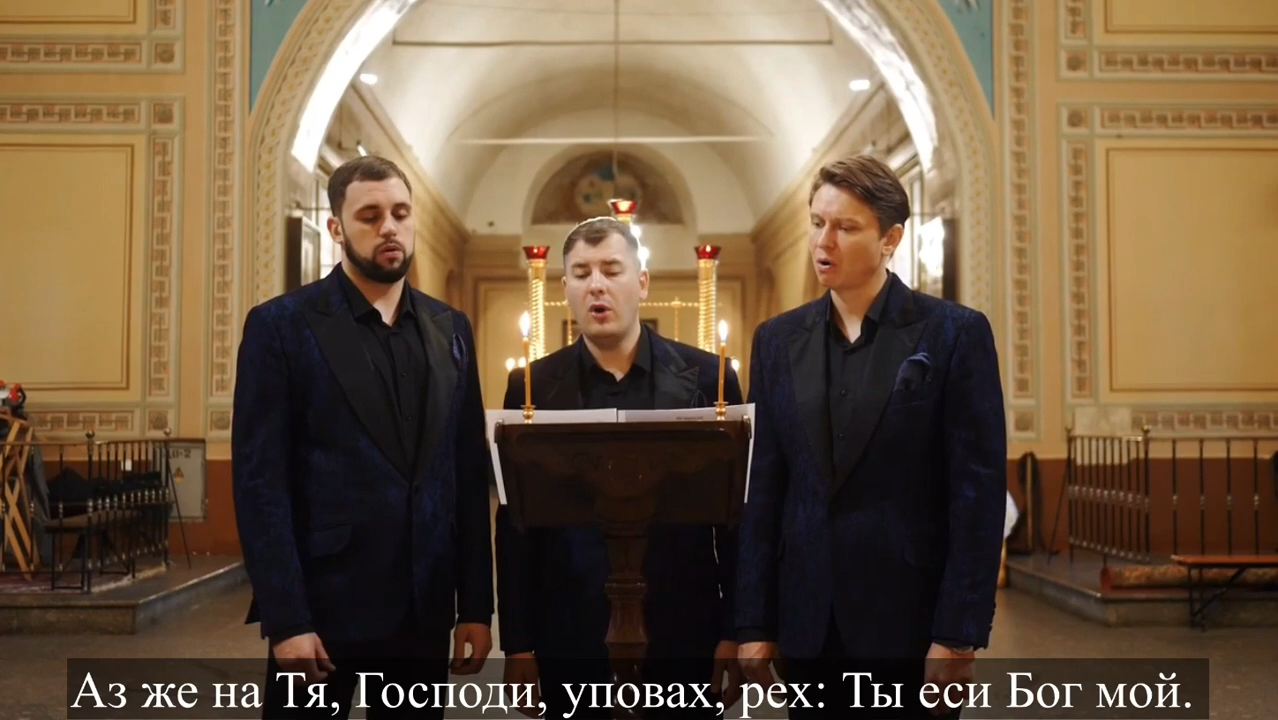 Аз же на Тя, Господи, уповах, рех: Ты еси Бог мой.